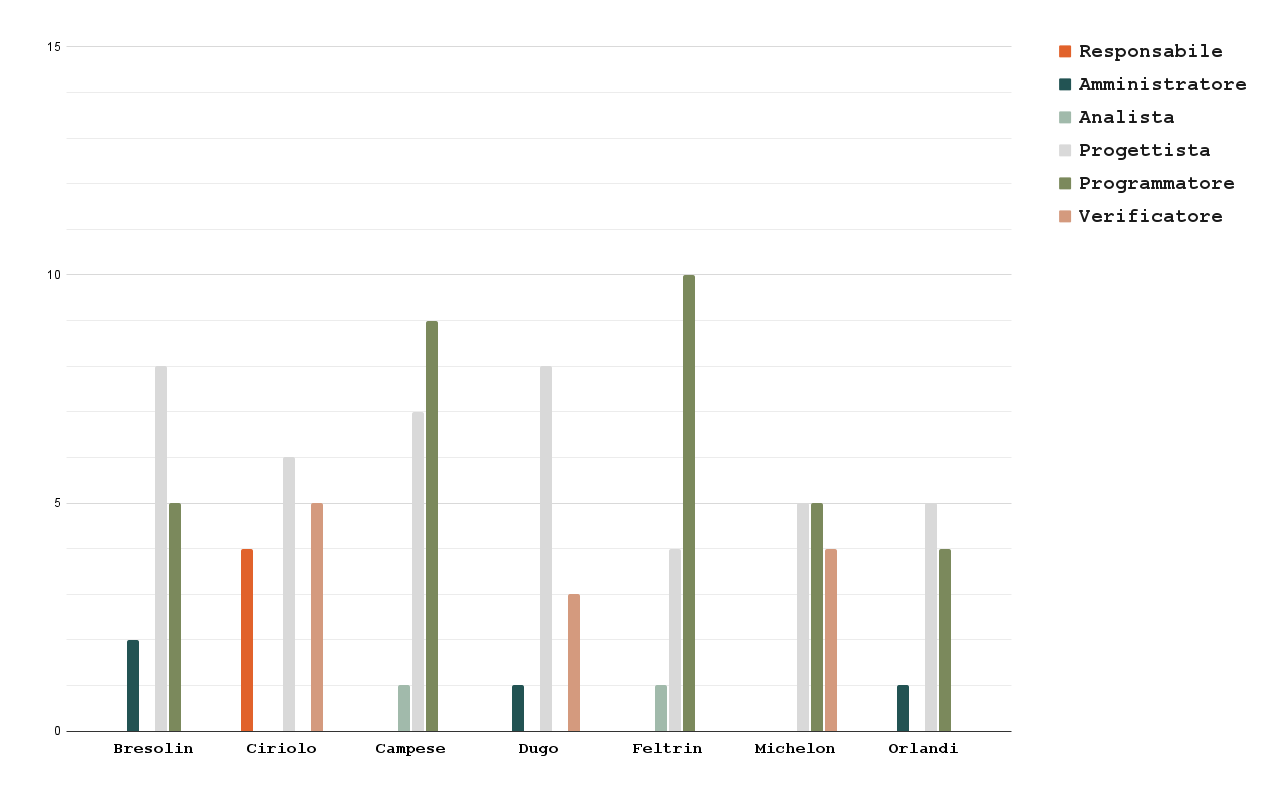 15
10
5
0
Bresolin Ciriolo Campese Dugo Feltrin Michelon Orlandi
Responsabile
Amministratore
Analista
Progettista
Programmatore
Verificatore